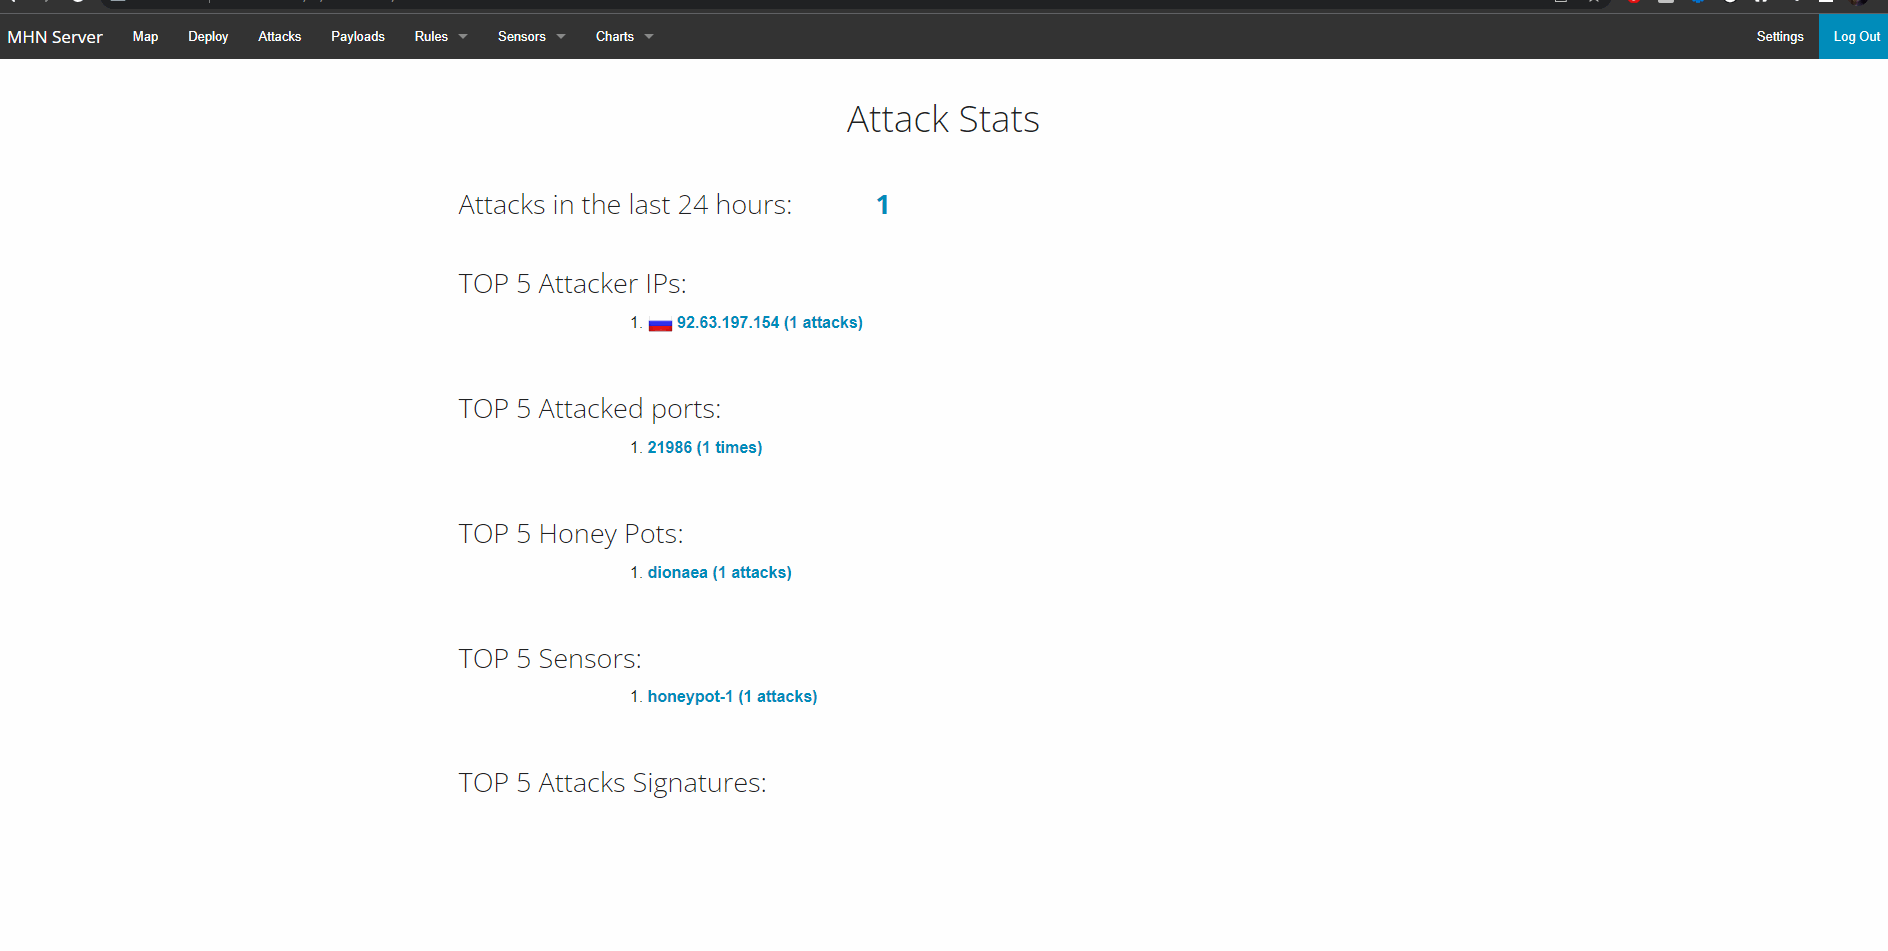 MHN Server Map Deploy Attacks Payloads Rules Sensors Charts Settings Log Out
Attack Stats
Attacks in the last 24 hours: 1
TOP 5 Attacker IPs:
1. 92.63.197.154 (1 attacks)
TOP 5 Attacked ports:
1. 21986 (1 times)
TOP 5 Honey Pots:
1. dionaea (1 attacks)
TOP 5 Sensors:
1. honeypot-1 (1 attacks)
TOP 5 Attacks Signatures: